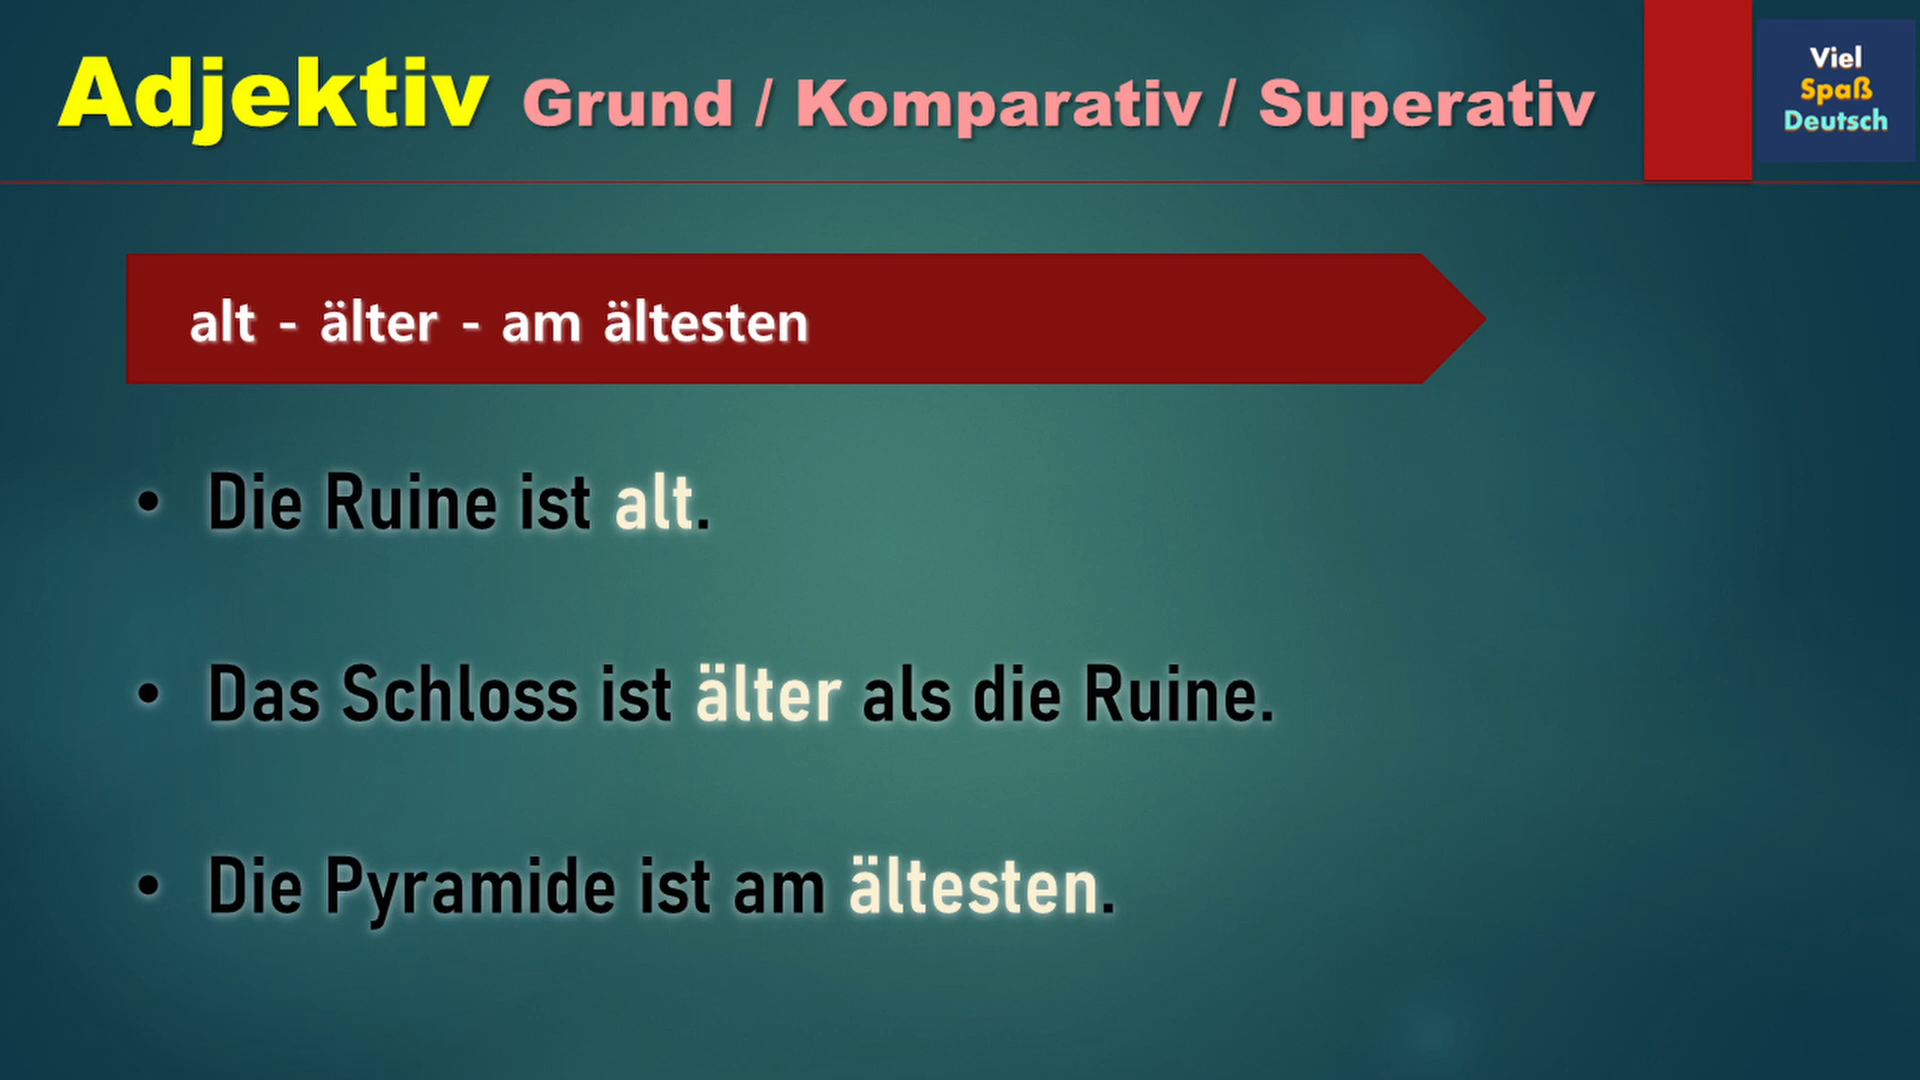 Adjektiv Grund / Komparativ / Superativ
Viel
Spaß
Deutsch
alt - älter - am ältesten
• Die Ruine ist alt.
• Das Schloss ist älter als die Ruine.
• Die Pyramide ist am ältesten.